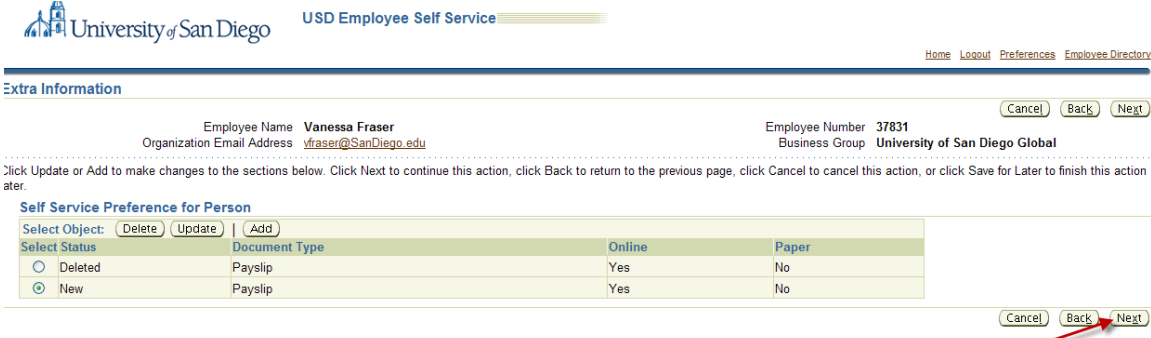 University of San Diego
USD Employee Self Service
Home Logout Preferences Employee Directory
Extra Information
Cancel Back Next
Employee Name Vanessa Fraser Employee Number 37831
Organization Email Address vfraser@SanDiego.edu Business Group University of San Diego Global
Click Update or Add to make changes to the sections below. Click Next to continue this action, click Back to return to the previous page, click Cancel to cancel this action, or click Save for Later to finish this action
ater.
Self Service Preference for Person
Select Object: Delete Update | Add
Select Status Document Type Online Paper
Deleted Payslip Yes No
New Payslip Yes No
Cancel Back Next